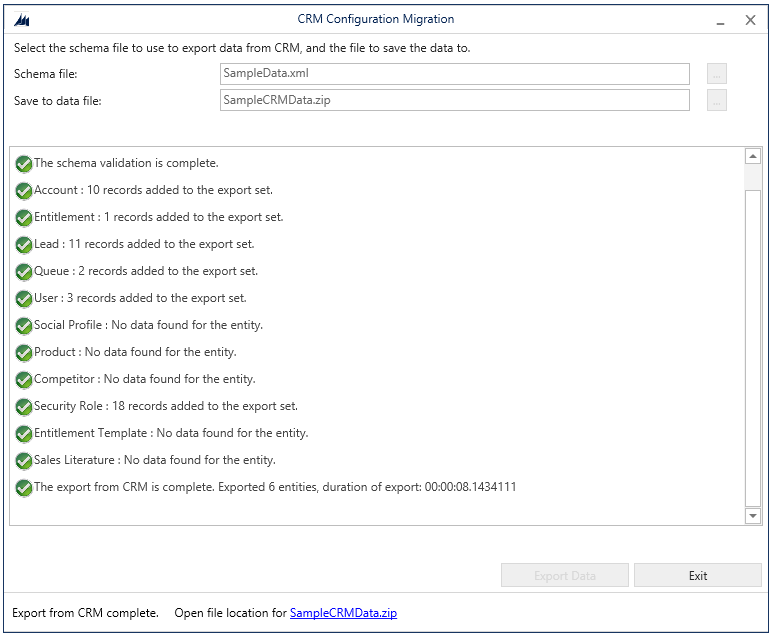 CRM Configuration Migration
Select the schema file to use to export data from CRM, and the file to save the data to.
Schema file: SampleData.xml ...
Save to data file: SampleCRMData.zip ...
The schema validation is complete.
Account : 10 records added to the export set.
Entitlement : 1 records added to the export set.
Lead : 11 records added to the export set.
Queue : 2 records added to the export set.
User : 3 records added to the export set.
Social Profile : No data found for the entity.
Product : No data found for the entity.
Competitor : No data found for the entity.
Security Role : 18 records added to the export set.
Entitlement Template : No data found for the entity.
Sales Literature : No data found for the entity.
The export from CRM is complete. Exported 6 entities, duration of export: 00:00:08.1434111
Export Data Exit
Export from CRM complete. Open file location for SampleCRMData.zip